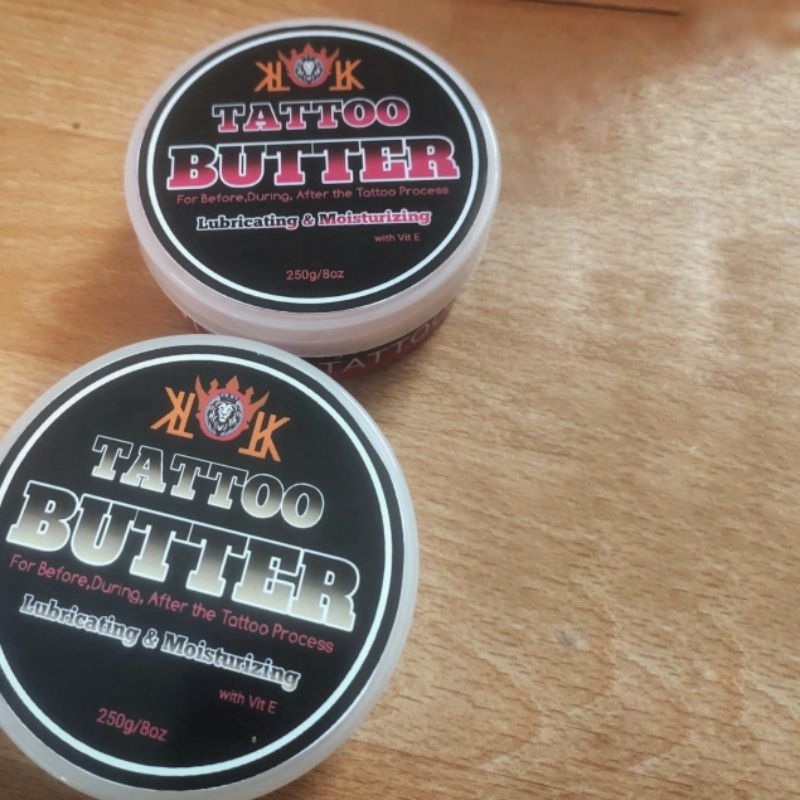 TATTOO
BUTTER
For Before,During, After the Tattoo Process
Lubricating & Moisturizing
with Vit E
250g/8oz
TATTOO
TATTOO
BUTTER
For Before,During, After the Tattoo Process
Lubricating & Moisturizing
with Vit E
250g/8oz